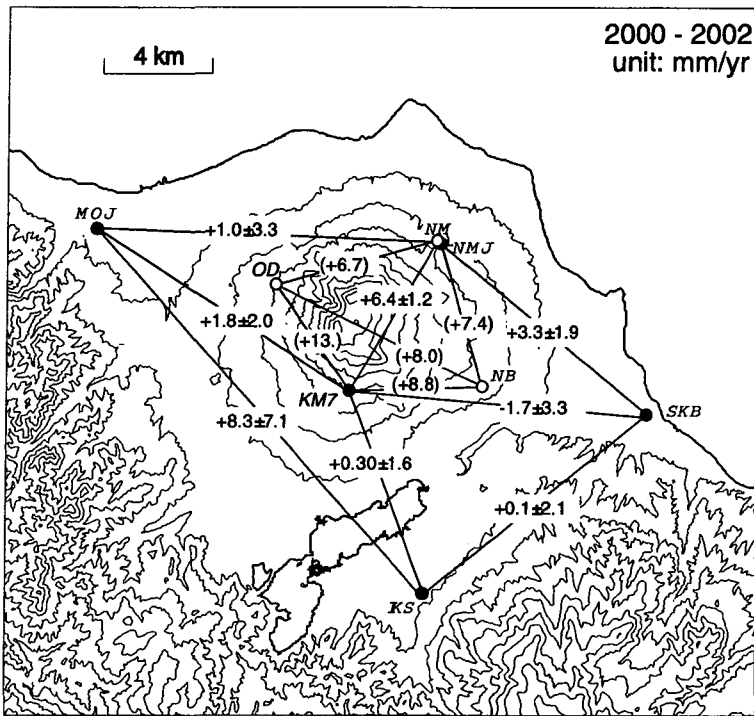 2000 - 2002
unit: mm/yr
4 km
MOJ
+1.0±3.3
NM
NMJ
OD
(+6.7)
+6.4±1.2
+1.8±2.0
(+13.)
(+7.4)
+3.3±1.9
(+8.0)
(+8.8)
NB
KM7
-1.7±3.3
SKB
+8.3±7.1
+0.30±1.6
+0.1±2.1
KS